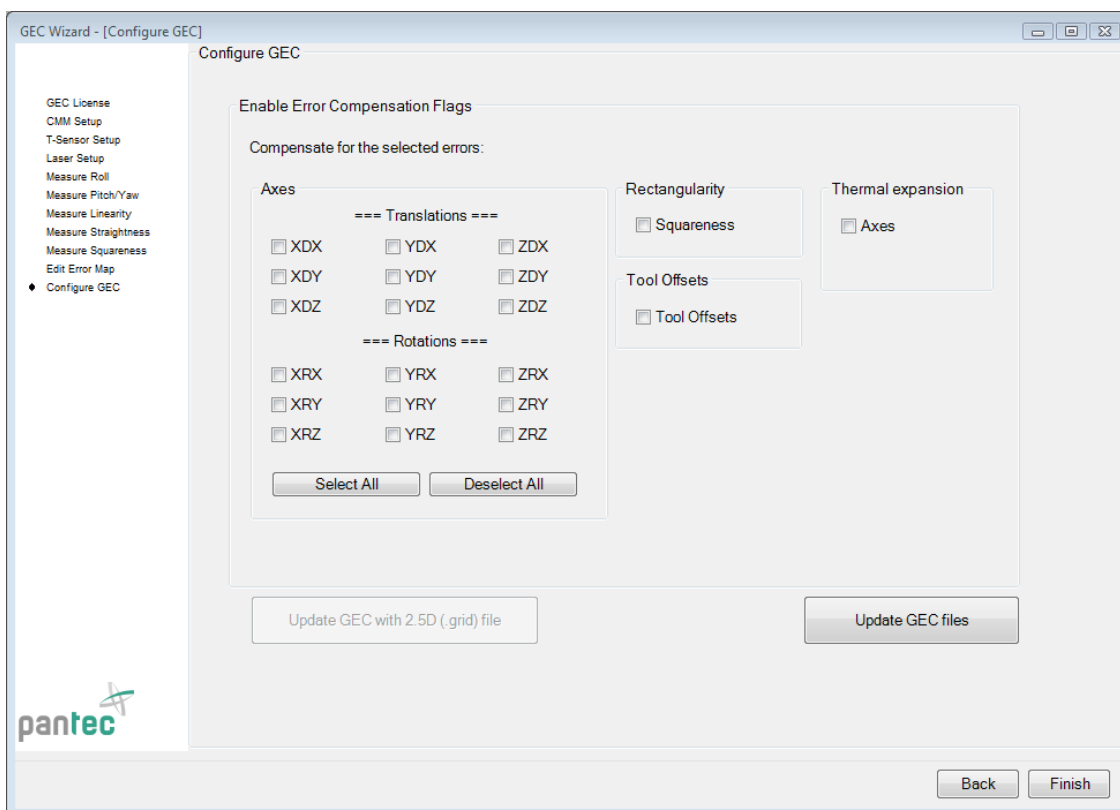 GEC Wizard - [Configure GEC]
Configure GEC
GEC License
CMM Setup
T-Sensor Setup
Laser Setup
Measure Roll
Measure Pitch/Yaw
Measure Linearity
Measure Straightness
Measure Squareness
Edit Error Map
Configure GEC
Enable Error Compensation Flags
Compensate for the selected errors:
Axes
=== Translations ===
XDX YDX ZDX
XDY YDY ZDY
XDZ YDZ ZDZ
=== Rotations ===
XRX YRX ZRX
XRY YRY ZRY
XRZ YRZ ZRZ
Select All Deselect All
Rectangularity
Squareness
Tool Offsets
Tool Offsets
Thermal expansion
Axes
Update GEC with 2.5D (.grid) file
Update GEC files
pantec
Back Finish